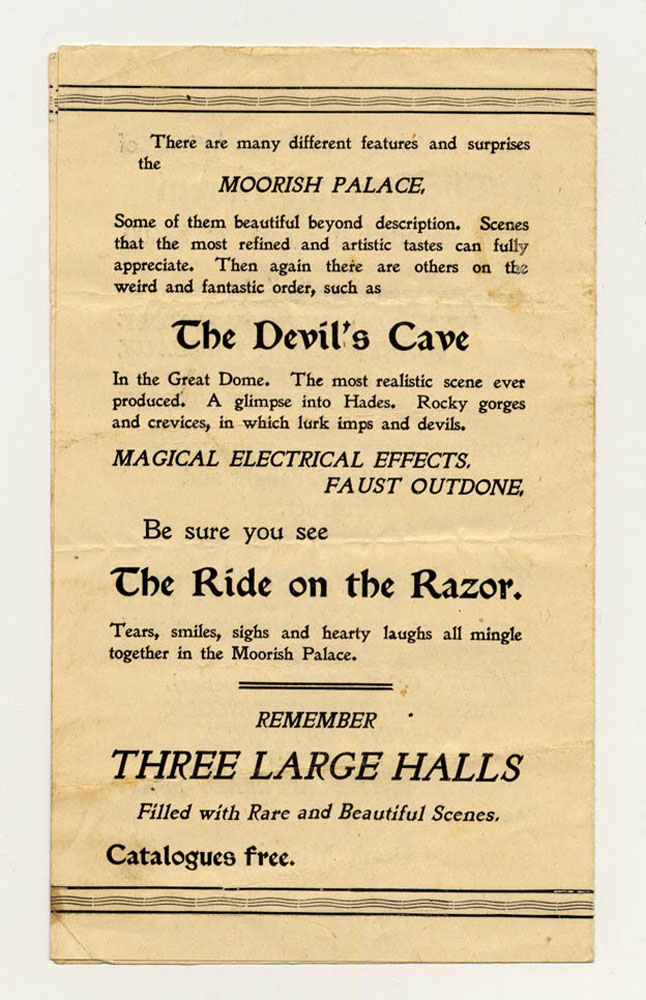 There are many different features and surprises
the
MOORISH PALACE.
Some of them beautiful beyond description. Scenes
that the most refined and artistic tastes can fully
appreciate. Then again there are others on the
weird and fantastic order, such as
The Devil's Cave
In the Great Dome. The most realistic scene ever
produced. A glimpse into Hades. Rocky gorges
and crevices, in which lurk imps and devils.
MAGICAL ELECTRICAL EFFECTS.
FAUST OUTDONE.
Be sure you see
The Ride on the Razor.
Tears, smiles, sighs and hearty laughs all mingle
together in the Moorish Palace.
REMEMBER
THREE LARGE HALLS
Filled with Rare and Beautiful Scenes.
Catalogues free.